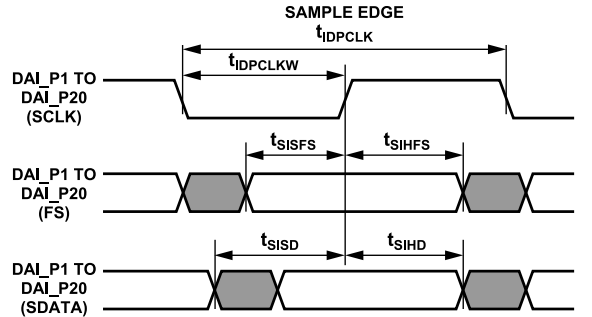 SAMPLE EDGE
tIDPCLK
tIDPCLKW
DAI_P1 TO
DAI_P20
(SCLK)
tSISFS
tSIHFS
DAI_P1 TO
DAI_P20
(FS)
tSISD
tSIHD
DAI_P1 TO
DAI_P20
(SDATA)